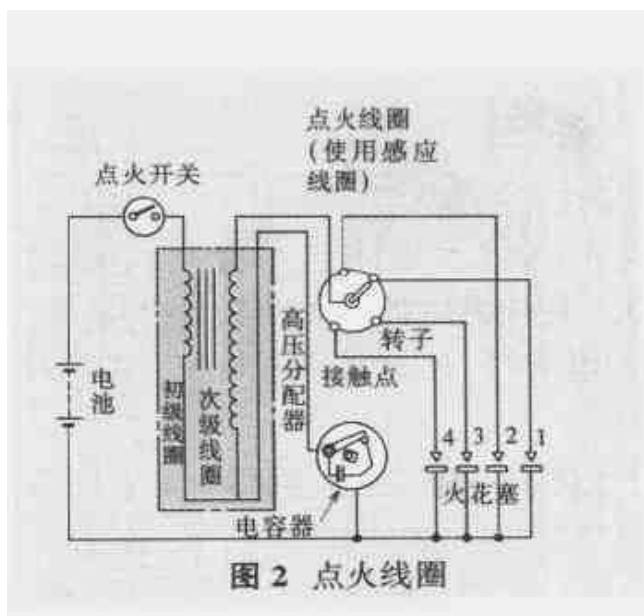 点火线圈
(使用感应
线圈)
点火开关
高压分配器
转子
接触点
电池
初级线圈
次级线圈
4 3 2 1
火花塞
电容器
图 2 点火线圈